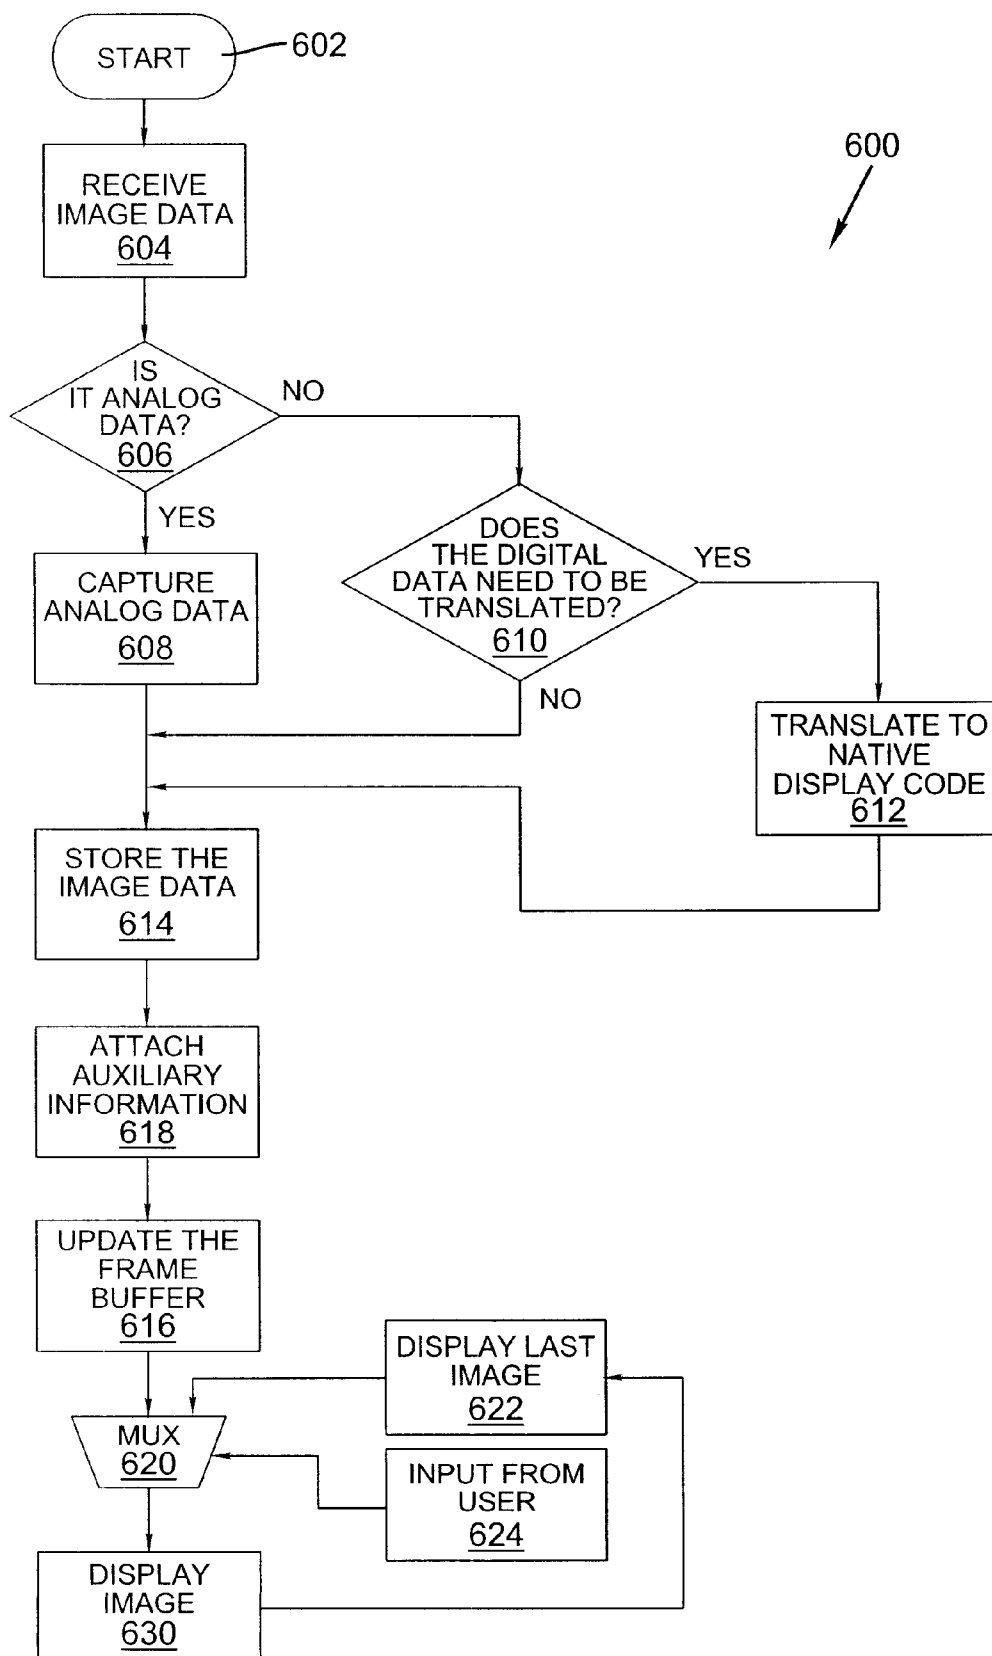 START
602
600
RECEIVE
IMAGE DATA
604
IS
IT ANALOG
DATA?
606
NO
YES
DOES
THE DIGITAL
DATA NEED TO BE
TRANSLATED?
610
YES
NO
CAPTURE
ANALOG DATA
608
TRANSLATE TO
NATIVE
DISPLAY CODE
612
STORE THE
IMAGE DATA
614
ATTACH
AUXILIARY
INFORMATION
618
UPDATE THE
FRAME
BUFFER
616
DISPLAY LAST
IMAGE
622
MUX
620
INPUT FROM
USER
624
DISPLAY
IMAGE
630